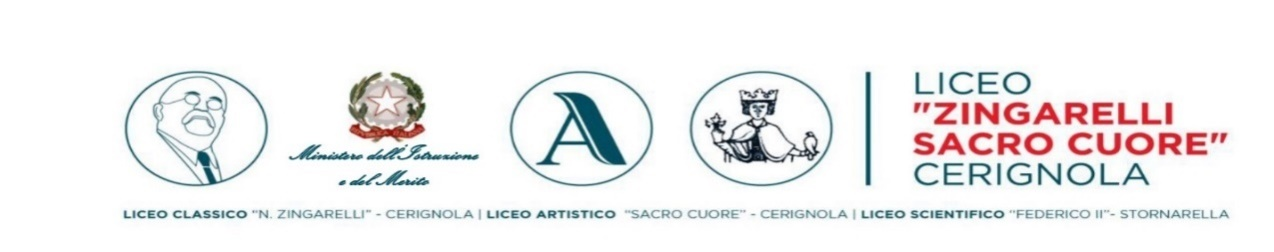 Ministero dell'Istruzione
e del Merito
A
LICEO
"ZINGARELLI
SACRO CUORE"
CERIGNOLA
LICEO CLASSICO "N. ZINGARELLI" - CERIGNOLA | LICEO ARTISTICO "SACRO CUORE" - CERIGNOLA | LICEO SCIENTIFICO "FEDERICO II"- STORNARELLA